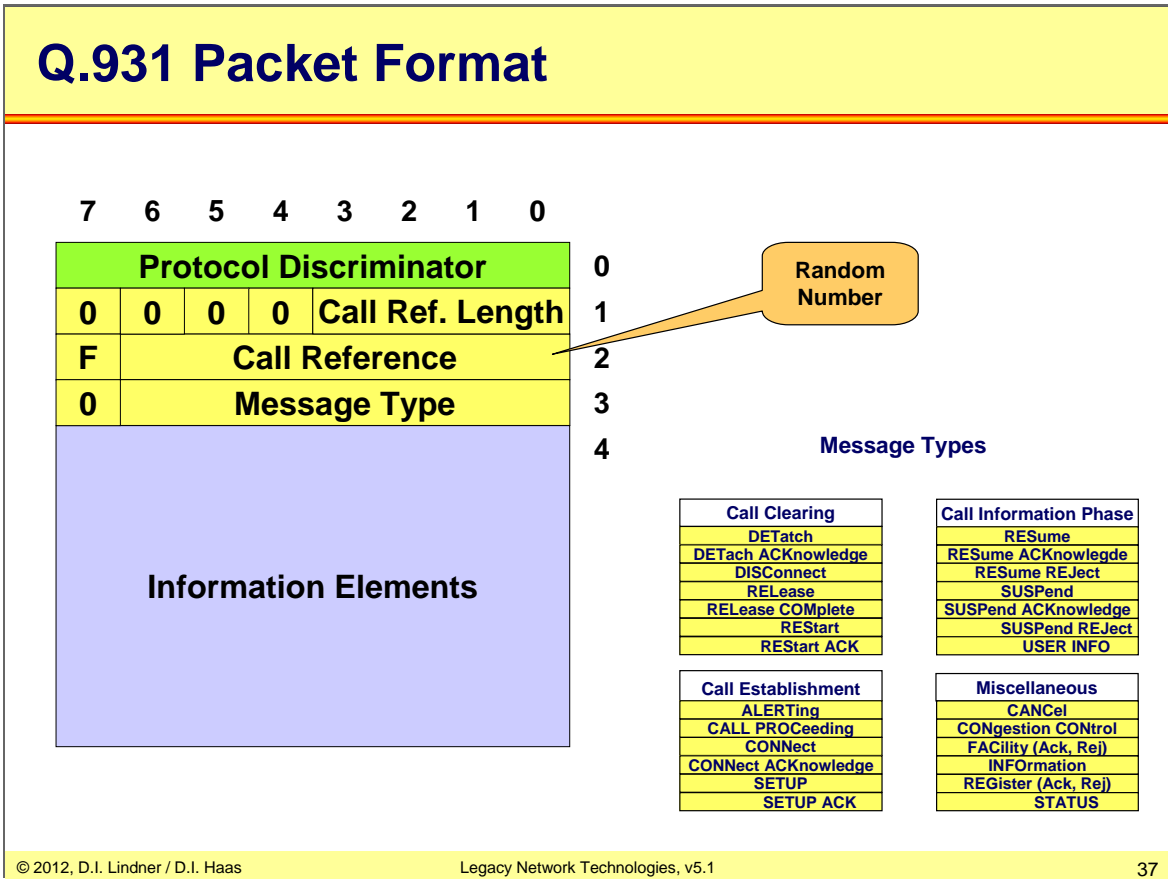 Q.931 Packet Format
7 6 5 4 3 2 1 0
Protocol Discriminator 0
0 0 0 0 Call Ref. Length 1
F Call Reference 2
0 Message Type 3
4
Information Elements
Random
Number
Message Types
Call Clearing
DETatch
DETach ACKnowledge
DISConnect
RELease
RELease COMplete
REStart
REStart ACK
Call Information Phase
RESume
RESume ACKnowlegde
RESume REJect
SUSPend
SUSPend ACKnowledge
SUSPend REJect
USER INFO
Call Establishment
ALERTing
CALL PROCeeding
CONNect
CONNect ACKnowledge
SETUP
SETUP ACK
Miscellaneous
CANCel
CONgestion CONtrol
FACility (Ack, Rej)
INFOrmation
REGister (Ack, Rej)
STATUS
© 2012, D.I. Lindner / D.I. Haas Legacy Network Technologies, v5.1 37